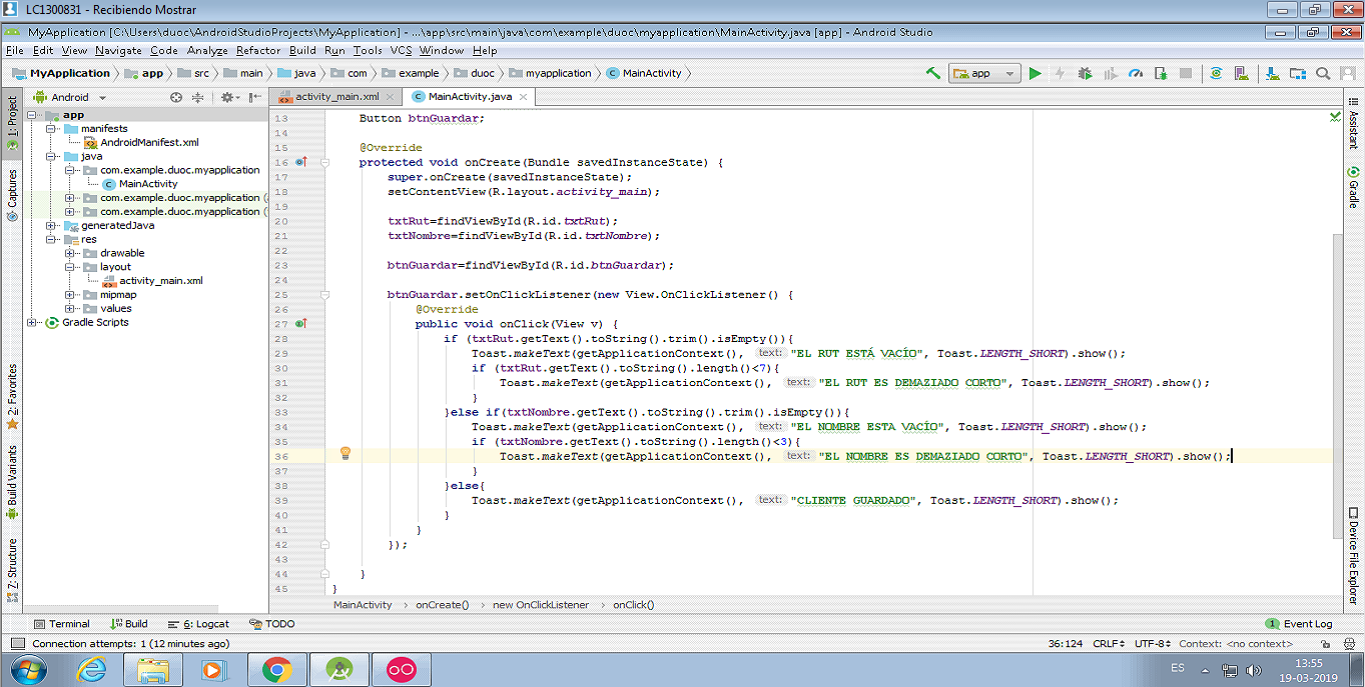 LC1300831 - Recibiendo Mostrar
MyApplication [C:\Users\duoc\AndroidStudioProjects\MyApplication] - ...\app\src\main\java\com\example\duoc\myapplication\MainActivity.java [app] - Android Studio
File Edit View Navigate Code Analyze Refactor Build Run Tools VCS Window Help
MyApplication app src main java com example duoc myapplication MainActivity app
Android activity_main.xml MainActivity.java
1: Project
Captures
2: Favorites
Build Variants
Z: Structure
app
manifests
AndroidManifest.xml
java
com.example.duoc.myapplication
MainActivity
com.example.duoc.myapplication (
com.example.duoc.myapplication (
generatedJava
res
drawable
layout
activity_main.xml
mipmap
values
Gradle Scripts
13 Button btnGuardar;
14
15 @Override
16 protected void onCreate(Bundle savedInstanceState) {
17 super.onCreate(savedInstanceState);
18 setContentView(R.layout.activity_main);
19
20 txtRut=findViewById(R.id.txtRut);
21 txtNombre=findViewById(R.id.txtNombre);
22
23 btnGuardar=findViewById(R.id.btnGuardar);
24
25 btnGuardar.setOnClickListener(new View.OnClickListener() {
26 @Override
27 public void onClick(View v) {
28 if (txtRut.getText().toString().trim().isEmpty()){
29 Toast.makeText(getApplicationContext(), text: "EL RUT ESTÁ VACÍO", Toast.LENGTH_SHORT).show();
30 if (txtRut.getText().toString().length()<7){
31 Toast.makeText(getApplicationContext(), text: "EL RUT ES DEMAZIADO CORTO", Toast.LENGTH_SHORT).show();
32 }
33 }else if(txtNombre.getText().toString().trim().isEmpty()){
34 Toast.makeText(getApplicationContext(), text: "EL NOMBRE ESTA VACÍO", Toast.LENGTH_SHORT).show();
35 if (txtNombre.getText().toString().length()<3){
36 Toast.makeText(getApplicationContext(), text: "EL NOMBRE ES DEMAZIADO CORTO", Toast.LENGTH_SHORT).show();
37 }
38 }else{
39 Toast.makeText(getApplicationContext(), text: "CLIENTE GUARDADO", Toast.LENGTH_SHORT).show();
40 }
41 }
42 });
43
44 }
45 }
Assistant
Gradle
Device File Explorer
MainActivity onCreate() new OnClickListener onClick()
Terminal Build 6: Logcat TODO 1 Event Log
Connection attempts: 1 (12 minutes ago) 36:124 CRLF UTF-8 Context: <no context>
ES 13:55
19-03-2019